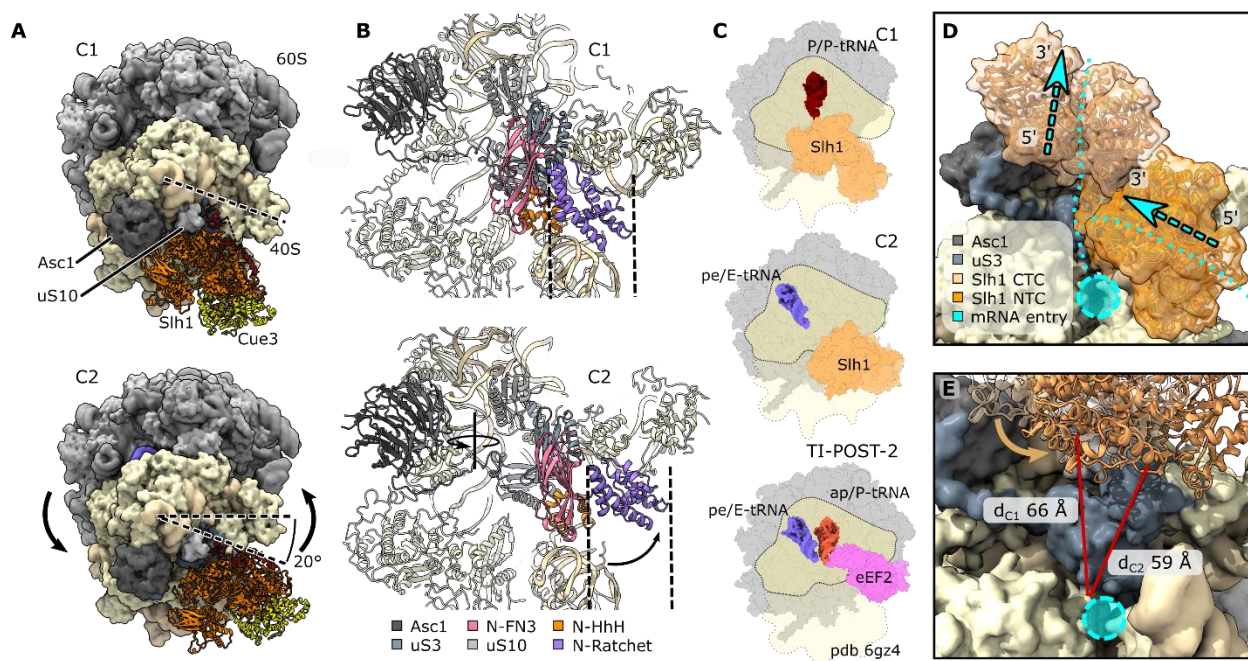 A
C1
60S
40S
Asc1
uS10
Slh1
Cue3
C2
20°
B
C1
C2
Asc1
N-FN3
N-HhH
uS3
uS10
N-Ratchet
C
C1
P/P-tRNA
Slh1
C2
pe/E-tRNA
Slh1
TI-POST-2
ap/P-tRNA
pe/E-tRNA
eEF2
pdb 6gz4
D
3'
5'
3'
5'
Asc1
uS3
Slh1 CTC
Slh1 NTC
mRNA entry
E
dC1 66 Å
dC2 59 Å